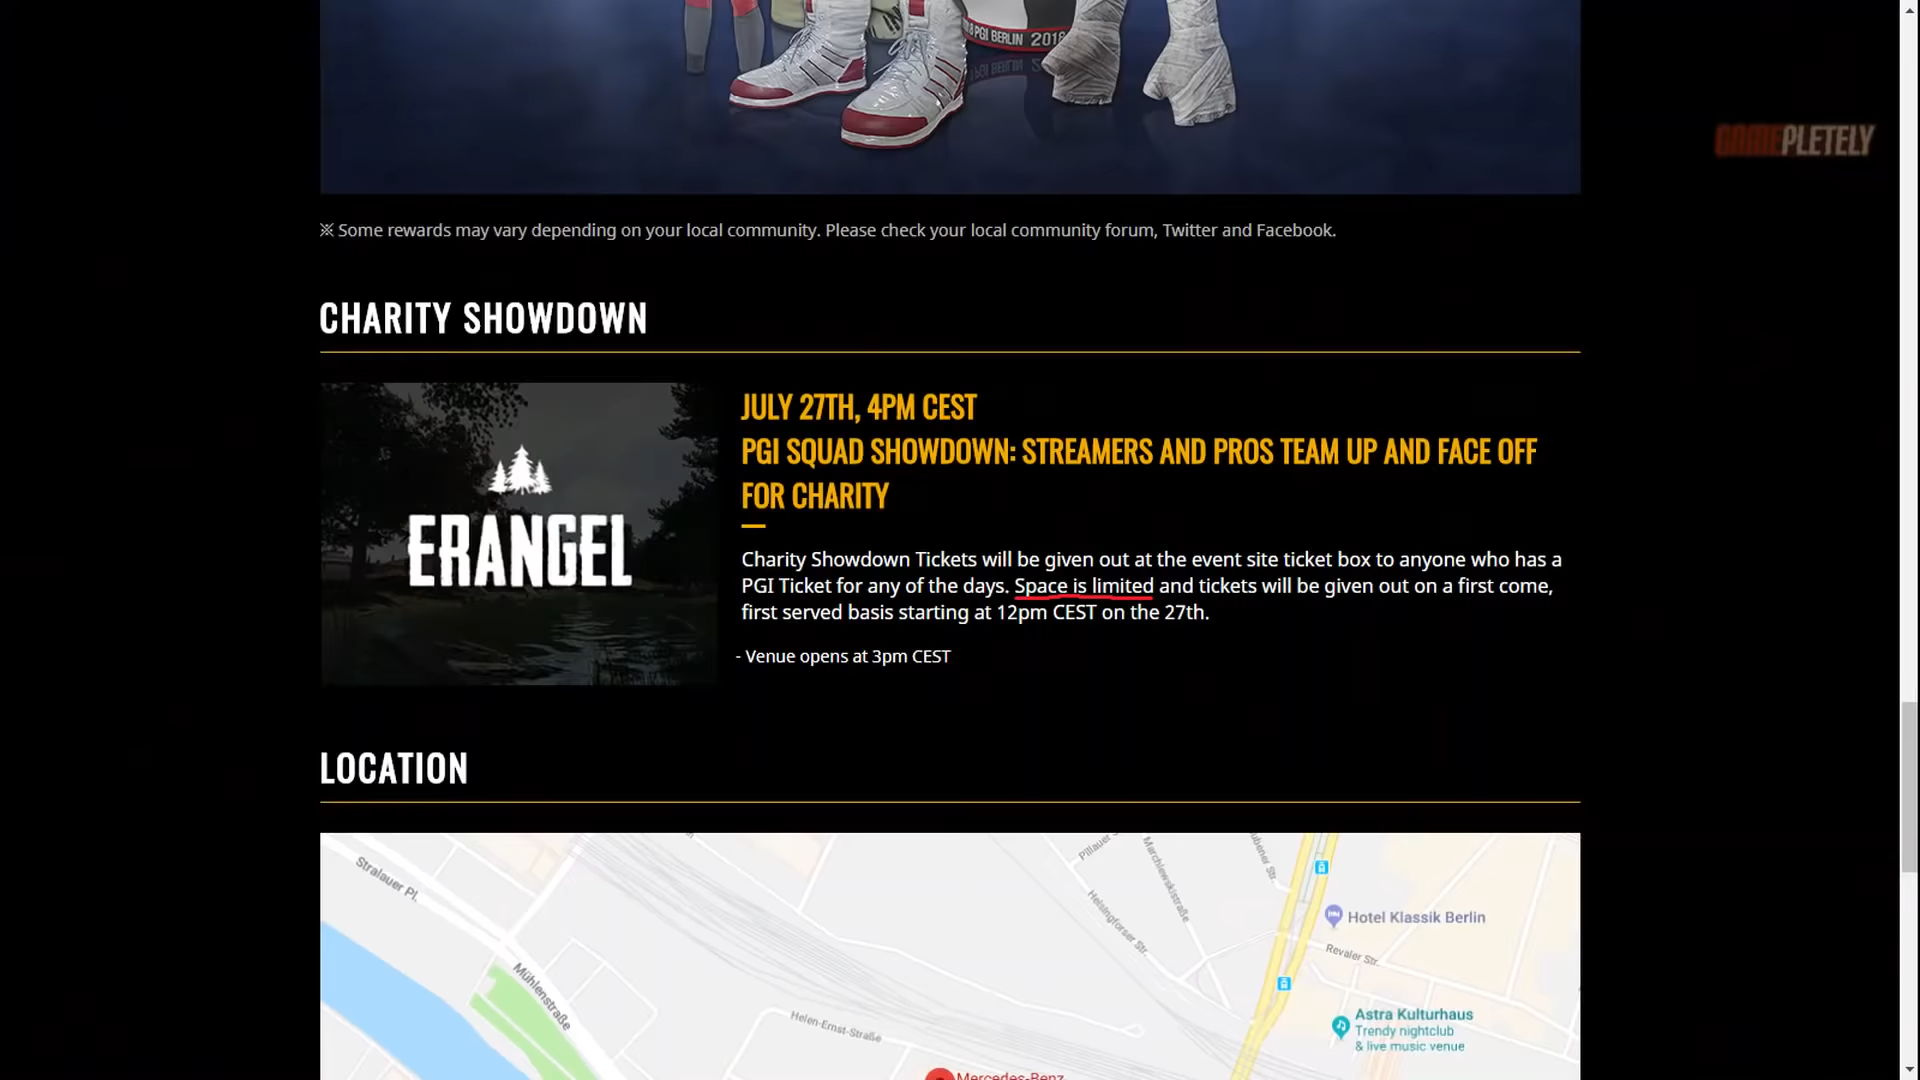 PGI BERLIN 2018
GAMEPLETELY
※ Some rewards may vary depending on your local community. Please check your local community forum, Twitter and Facebook.
CHARITY SHOWDOWN
ERANGEL
JULY 27TH, 4PM CEST
PGI SQUAD SHOWDOWN: STREAMERS AND PROS TEAM UP AND FACE OFF
FOR CHARITY
Charity Showdown Tickets will be given out at the event site ticket box to anyone who has a
PGI Ticket for any of the days. Space is limited and tickets will be given out on a first come,
first served basis starting at 12pm CEST on the 27th.
- Venue opens at 3pm CEST
LOCATION
Stralauer Pl.
Marchlewskistraße
Helsingforser Str.
Hotel Klassik Berlin
Revaler Str.
Mühlenstraße
Helen-Ernst-Straße
Astra Kulturhaus
Trendy nightclub
& live music venue
Mercedes-Benz